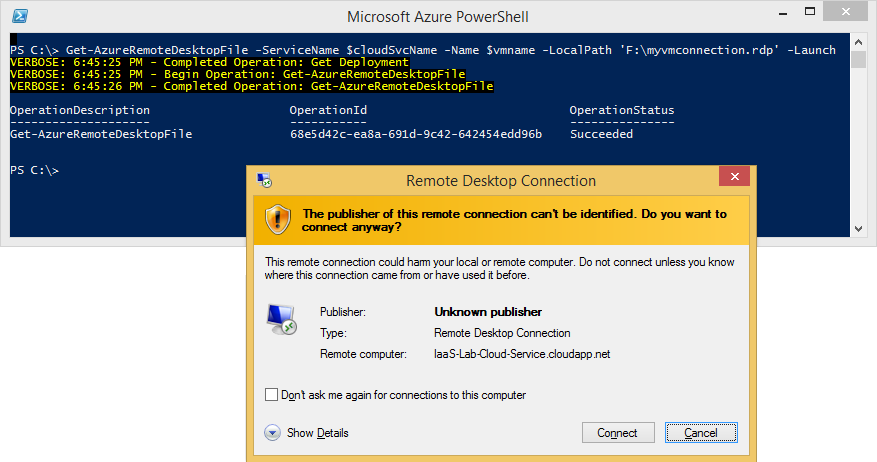 Microsoft Azure PowerShell
PS C:\> Get-AzureRemoteDesktopFile -ServiceName $cloudSvcName -Name $vmname -LocalPath 'F:\myvmconnection.rdp' -Launch
VERBOSE: 6:45:25 PM - Completed Operation: Get Deployment
VERBOSE: 6:45:25 PM - Begin Operation: Get-AzureRemoteDesktopFile
VERBOSE: 6:45:26 PM - Completed Operation: Get-AzureRemoteDesktopFile
OperationDescription OperationId OperationStatus
-------------------- ----------- ---------------
Get-AzureRemoteDesktopFile 68e5d42c-ea8a-691d-9c42-642454edd96b Succeeded
PS C:\>
Remote Desktop Connection
The publisher of this remote connection can't be identified. Do you want to
connect anyway?
This remote connection could harm your local or remote computer. Do not connect unless you know
where this connection came from or have used it before.
Publisher: Unknown publisher
Type: Remote Desktop Connection
Remote computer: IaaS-Lab-Cloud-Service.cloudapp.net
Don't ask me again for connections to this computer
Show Details Connect Cancel